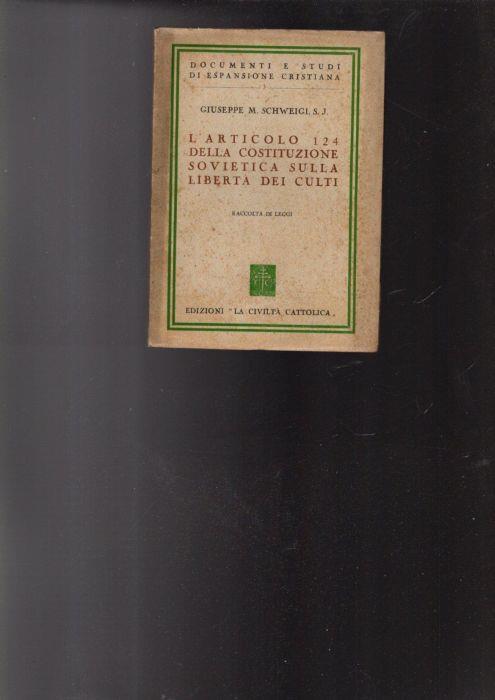 DOCUMENTI E STUDI
DI ESPANSIONE CRISTIANA
3
GIUSEPPE M. SCHWEIGL, S. J.
L'ARTICOLO 124
DELLA COSTITUZIONE
SOVIETICA SULLA
LIBERTÀ DEI CULTI
RACCOLTA DI LEGGI
EDIZIONI "LA CIVILTÀ CATTOLICA„